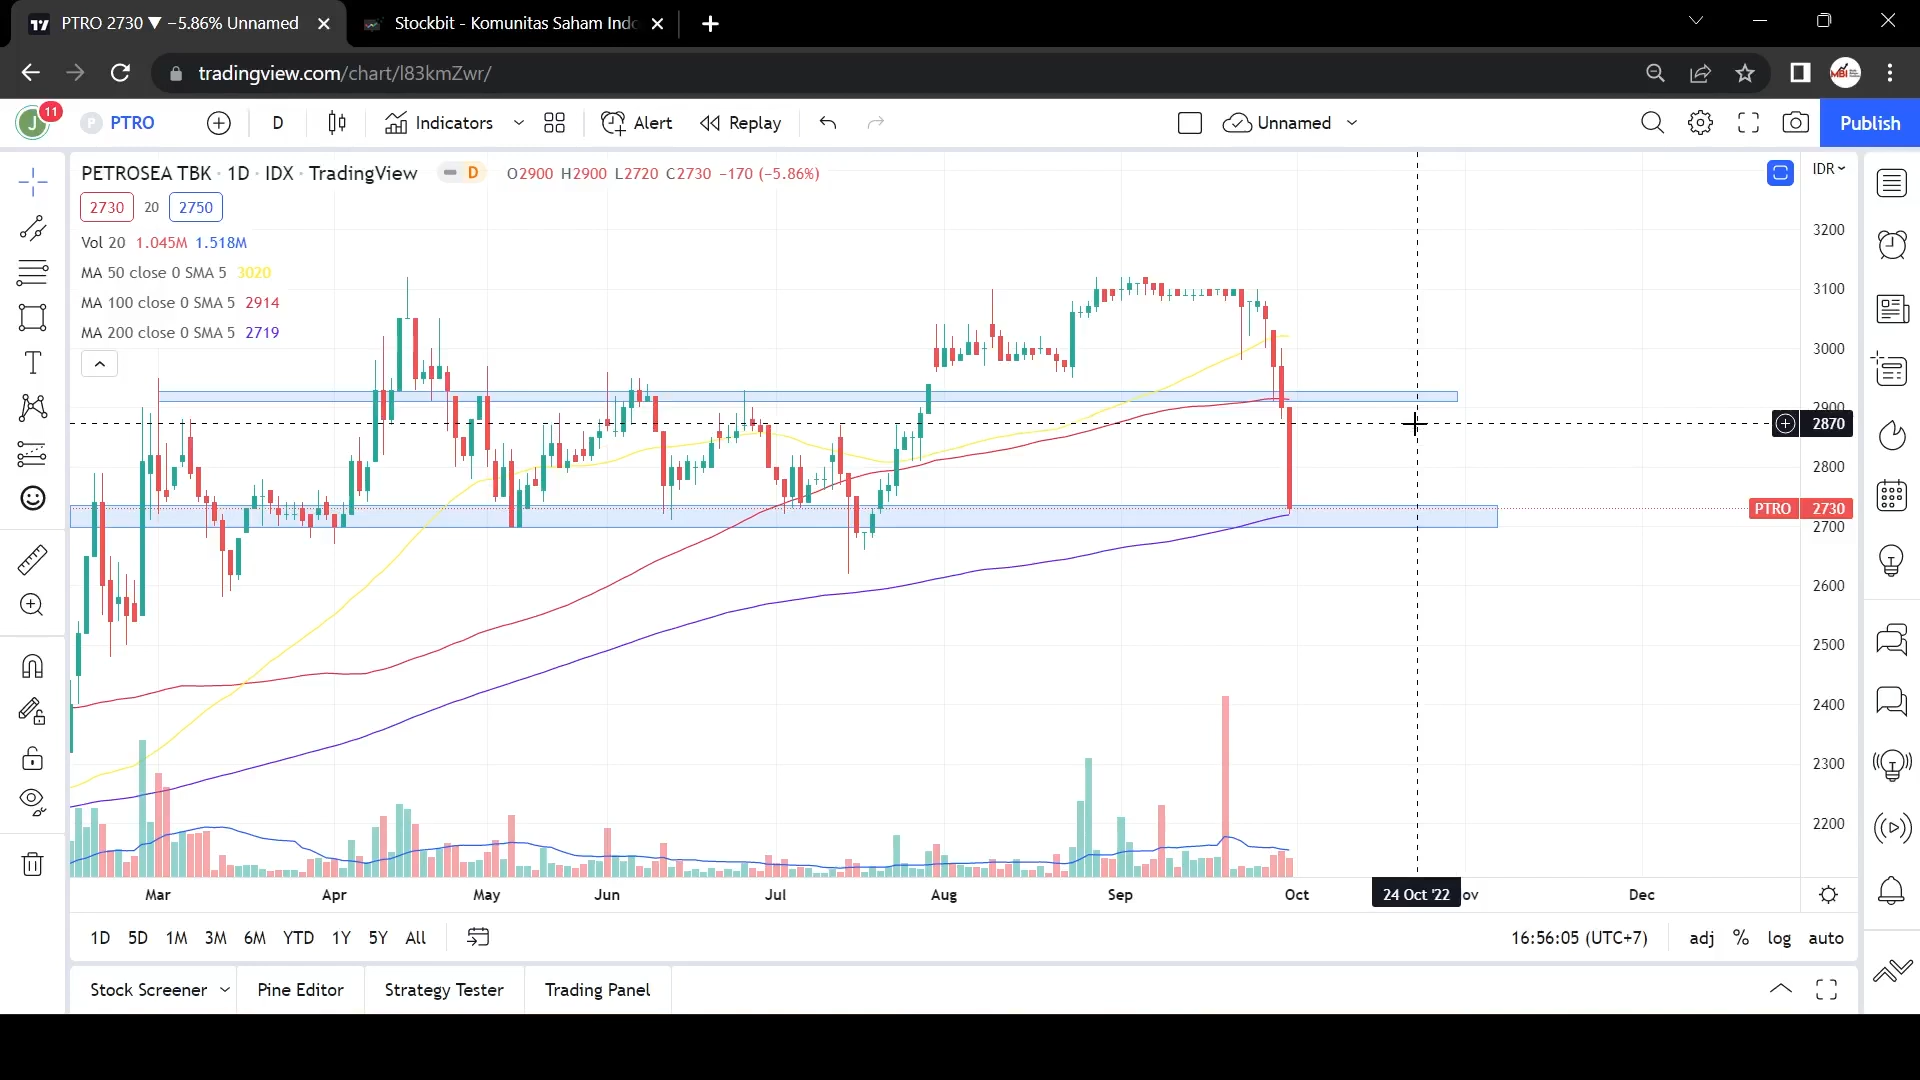 PTRO 2730 ▼ −5.86% Unnamed
Stockbit - Komunitas Saham Indo
tradingview.com/chart/l83kmZwr/
J 11 P PTRO D Indicators Alert Replay Unnamed Publish
PETROSEA TBK · 1D · IDX · TradingView D O2900 H2900 L2720 C2730 −170 (−5.86%) IDR
2730 20 2750
Vol 20 1.045M 1.518M
MA 50 close 0 SMA 5 3020
MA 100 close 0 SMA 5 2914
MA 200 close 0 SMA 5 2719
3200
3100
3000
2900
2870
2800
PTRO 2730
2700
2600
2500
2400
2300
2200
Mar Apr May Jun Jul Aug Sep Oct 24 Oct '22 ov Dec
1D 5D 1M 3M 6M YTD 1Y 5Y All 16:56:05 (UTC+7) adj % log auto
Stock Screener Pine Editor Strategy Tester Trading Panel